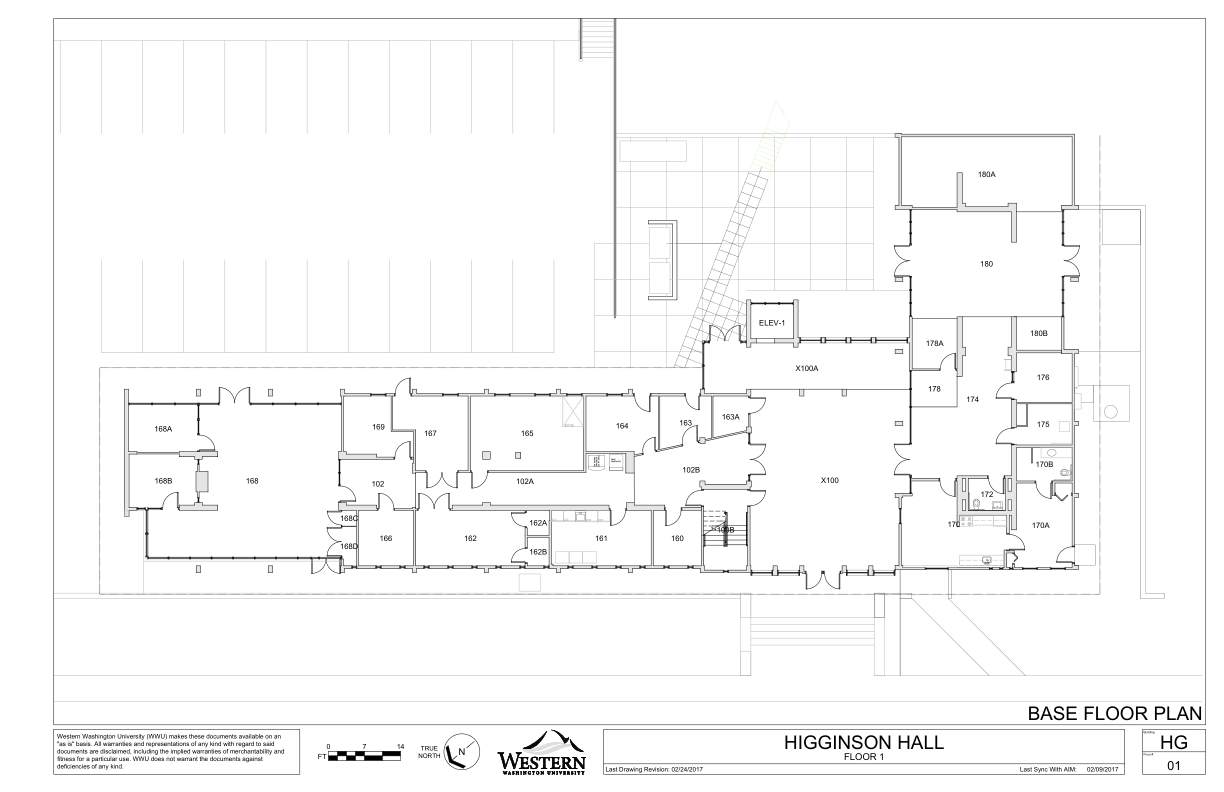 180A
180
ELEV-1
180B
178A
X100A
176
178
174
168A
169
167
165
164
163
163A
175
102B
170B
168B
168
102
102A
X100
172
168C
162A
100B
170
170A
166
162
161
160
168D
162B
BASE FLOOR PLAN
Western Washington University (WWU) makes these documents available on an
"as is" basis. All warranties and representations of any kind with regard to said
documents are disclaimed, including the implied warranties of merchantability and
fitness for a particular use. WWU does not warrant the documents against
deficiencies of any kind.
0 7 14
FT
TRUE
NORTH
N
WESTERN
WASHINGTON UNIVERSITY
HIGGINSON HALL
FLOOR 1
Last Drawing Revision: 02/24/2017
Last Sync With AIM: 02/09/2017
HG
01